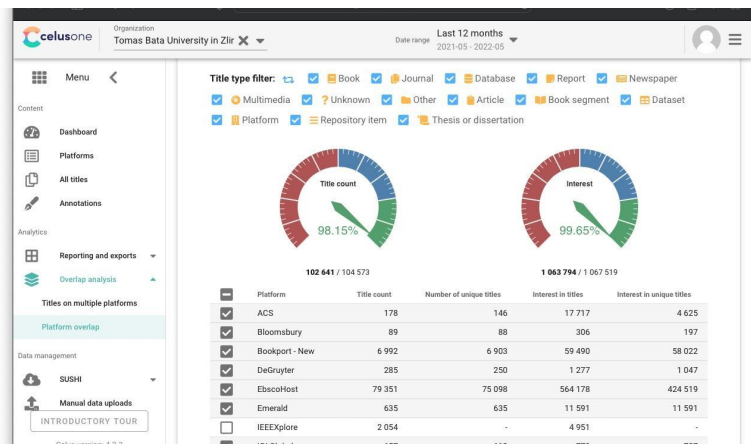 celusone
Organization
Tomas Bata University in Zlir
Date range
Last 12 months
2021-05 - 2022-05
Menu
Content
Dashboard
Platforms
All titles
Annotations
Analytics
Reporting and exports
Overlap analysis
Titles on multiple platforms
Platform overlap
Data management
SUSHI
Manual data uploads
INTRODUCTORY TOUR
Title type filter: Book Journal Database Report Newspaper
Multimedia Unknown Other Article Book segment Dataset
Platform Repository item Thesis or dissertation
Title count
98.15%
102 641 / 104 573
Interest
99.65%
1 063 794 / 1 067 519
Platform Title count Number of unique titles Interest in titles Interest in unique titles
ACS 178 146 17 717 4 625
Bloomsbury 89 88 306 197
Bookport - New 6 992 6 903 59 490 58 022
DeGruyter 285 250 1 277 1 047
EbscoHost 79 351 75 098 564 178 424 519
Emerald 635 635 11 591 11 591
IEEEXplore 2 054 - 4 951 -